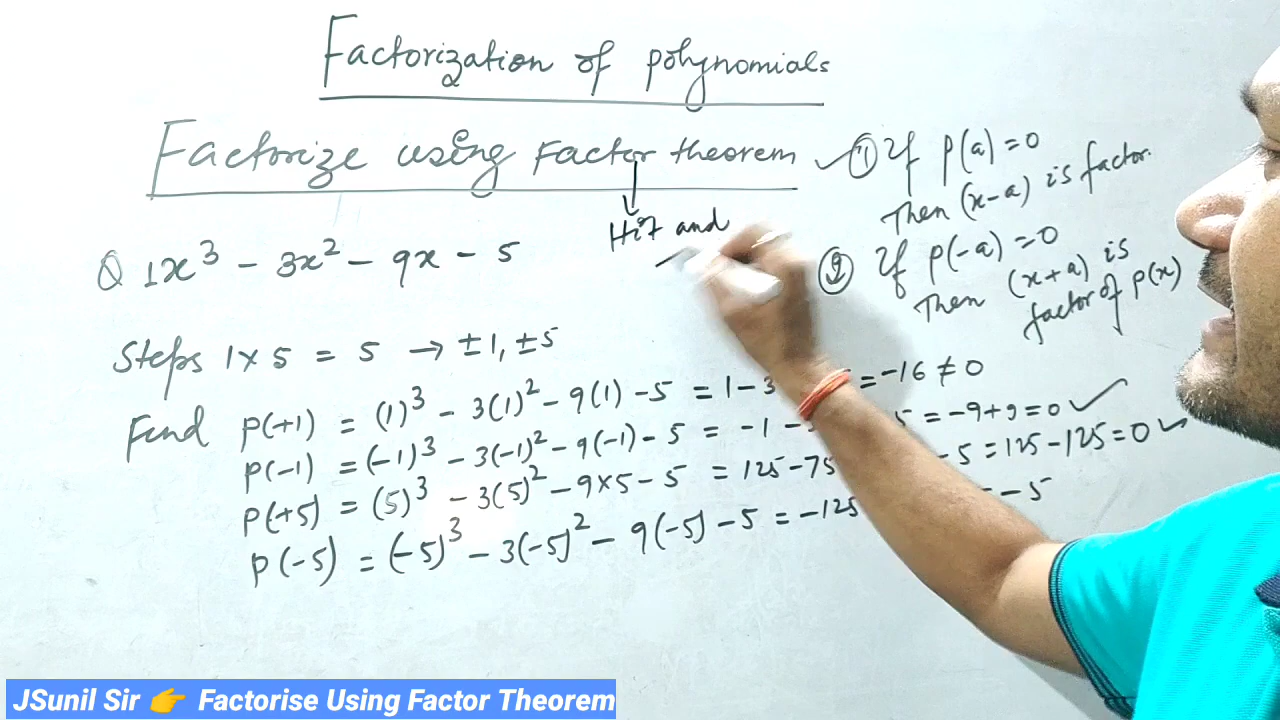 Factorization of polynomials
Factorize using Factor theorem
Hit and
① If p(a) = 0
Then (x-a) is factor.
② If p(-a) = 0
Then (x+a) is
factor of p(x)
Q 1x³ - 3x² - 9x - 5
Steps 1 x 5 = 5 → ±1, ±5
Find p(+1) = (1)³ - 3(1)² - 9(1) - 5 = 1 - 3 = -16 ≠ 0
p(-1) = (-1)³ - 3(-1)² - 9(-1) - 5 = -1 - 5 = -9+9=0 ✓
p(+5) = (5)³ - 3(5)² - 9x5 - 5 = 125 - 75 - 5 = 125 - 125 = 0 ✓
p(-5) = (-5)³ - 3(-5)² - 9(-5) - 5 = -125 - 5
JSunil Sir 👉 Factorise Using Factor Theorem